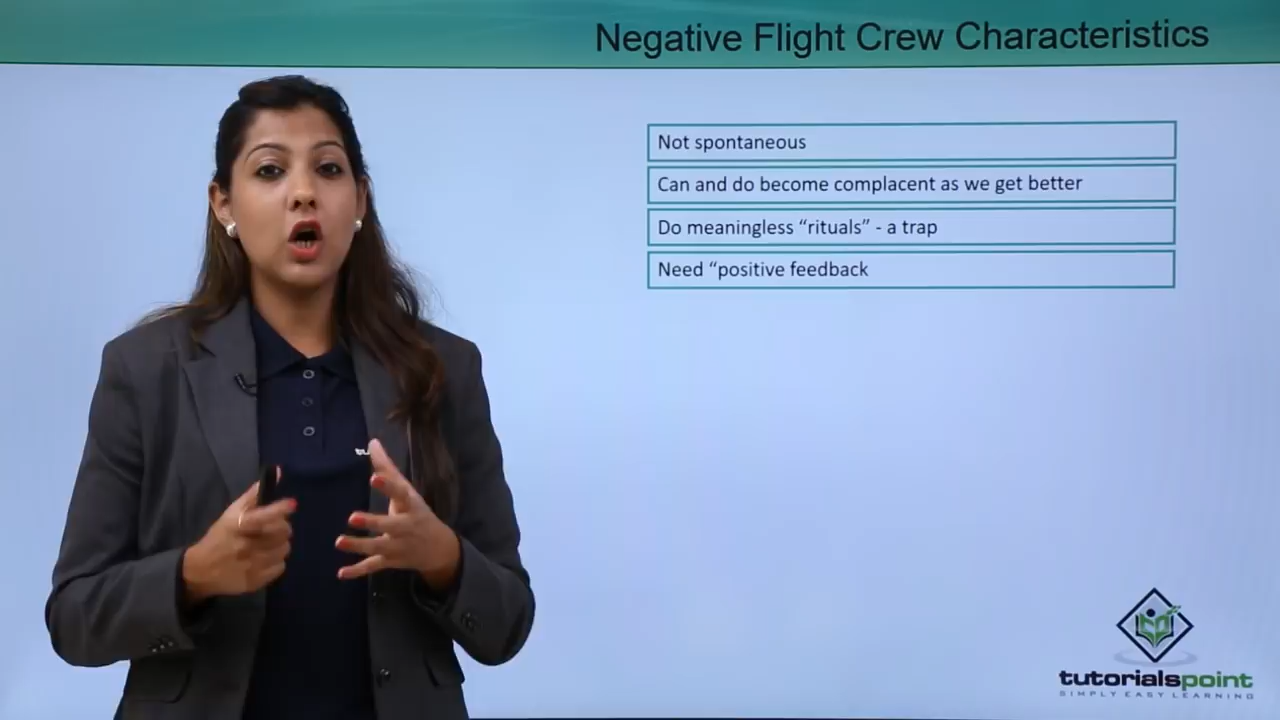 Negative Flight Crew Characteristics
Not spontaneous
Can and do become complacent as we get better
Do meaningless “rituals” - a trap
Need “positive feedback
tutorialspoint
SIMPLY EASY LEARNING